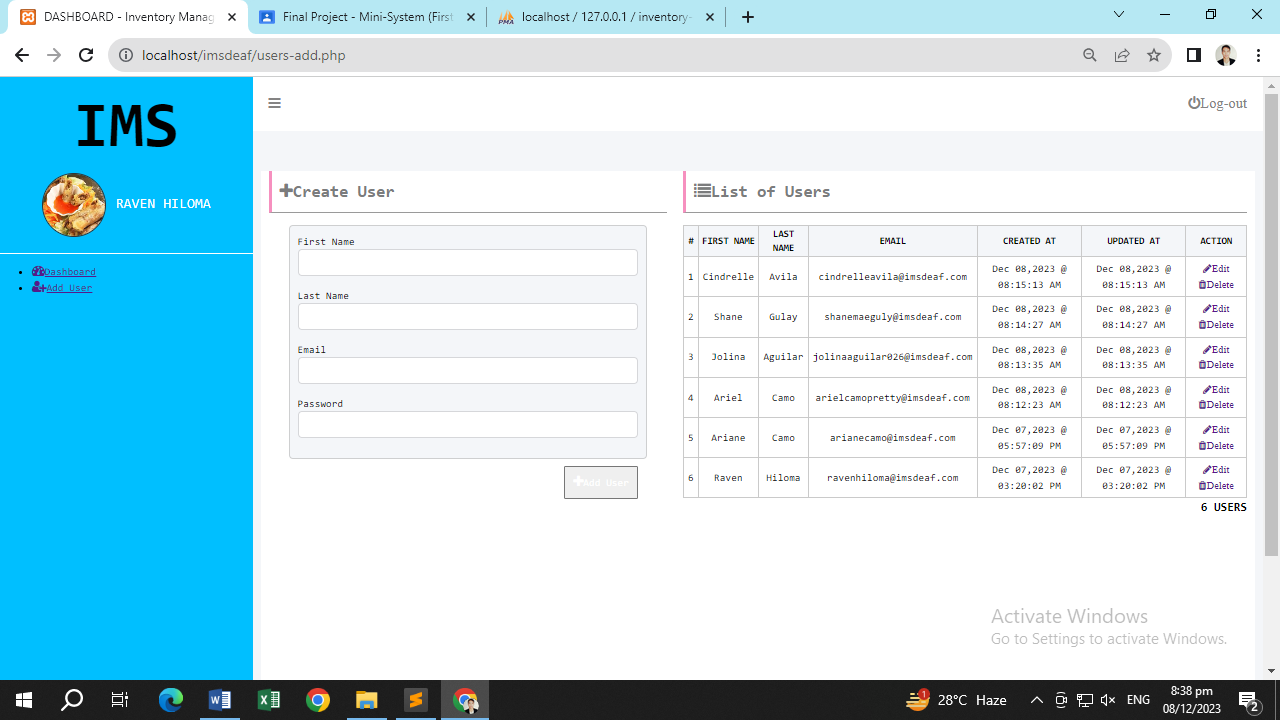 DASHBOARD - Inventory Manag
Final Project - Mini-System (First
localhost / 127.0.0.1 / inventory-
localhost/imsdeaf/users-add.php
IMS
RAVEN HILOMA
Dashboard
Add User
Log-out
Create User
First Name
Last Name
Email
Password
Add User
List of Users
# FIRST NAME LAST NAME EMAIL CREATED AT UPDATED AT ACTION
1 Cindrelle Avila cindrelleavila@imsdeaf.com Dec 08,2023 @ 08:15:13 AM Dec 08,2023 @ 08:15:13 AM Edit Delete
2 Shane Gulay shanemaeguly@imsdeaf.com Dec 08,2023 @ 08:14:27 AM Dec 08,2023 @ 08:14:27 AM Edit Delete
3 Jolina Aguilar jolinaaguilar026@imsdeaf.com Dec 08,2023 @ 08:13:35 AM Dec 08,2023 @ 08:13:35 AM Edit Delete
4 Ariel Camo arielcamopretty@imsdeaf.com Dec 08,2023 @ 08:12:23 AM Dec 08,2023 @ 08:12:23 AM Edit Delete
5 Ariane Camo arianecamo@imsdeaf.com Dec 07,2023 @ 05:57:09 PM Dec 07,2023 @ 05:57:09 PM Edit Delete
6 Raven Hiloma ravenhiloma@imsdeaf.com Dec 07,2023 @ 03:20:02 PM Dec 07,2023 @ 03:20:02 PM Edit Delete
6 USERS
Activate Windows
Go to Settings to activate Windows.
1
28°C Haze
ENG
8:38 pm
08/12/2023
2